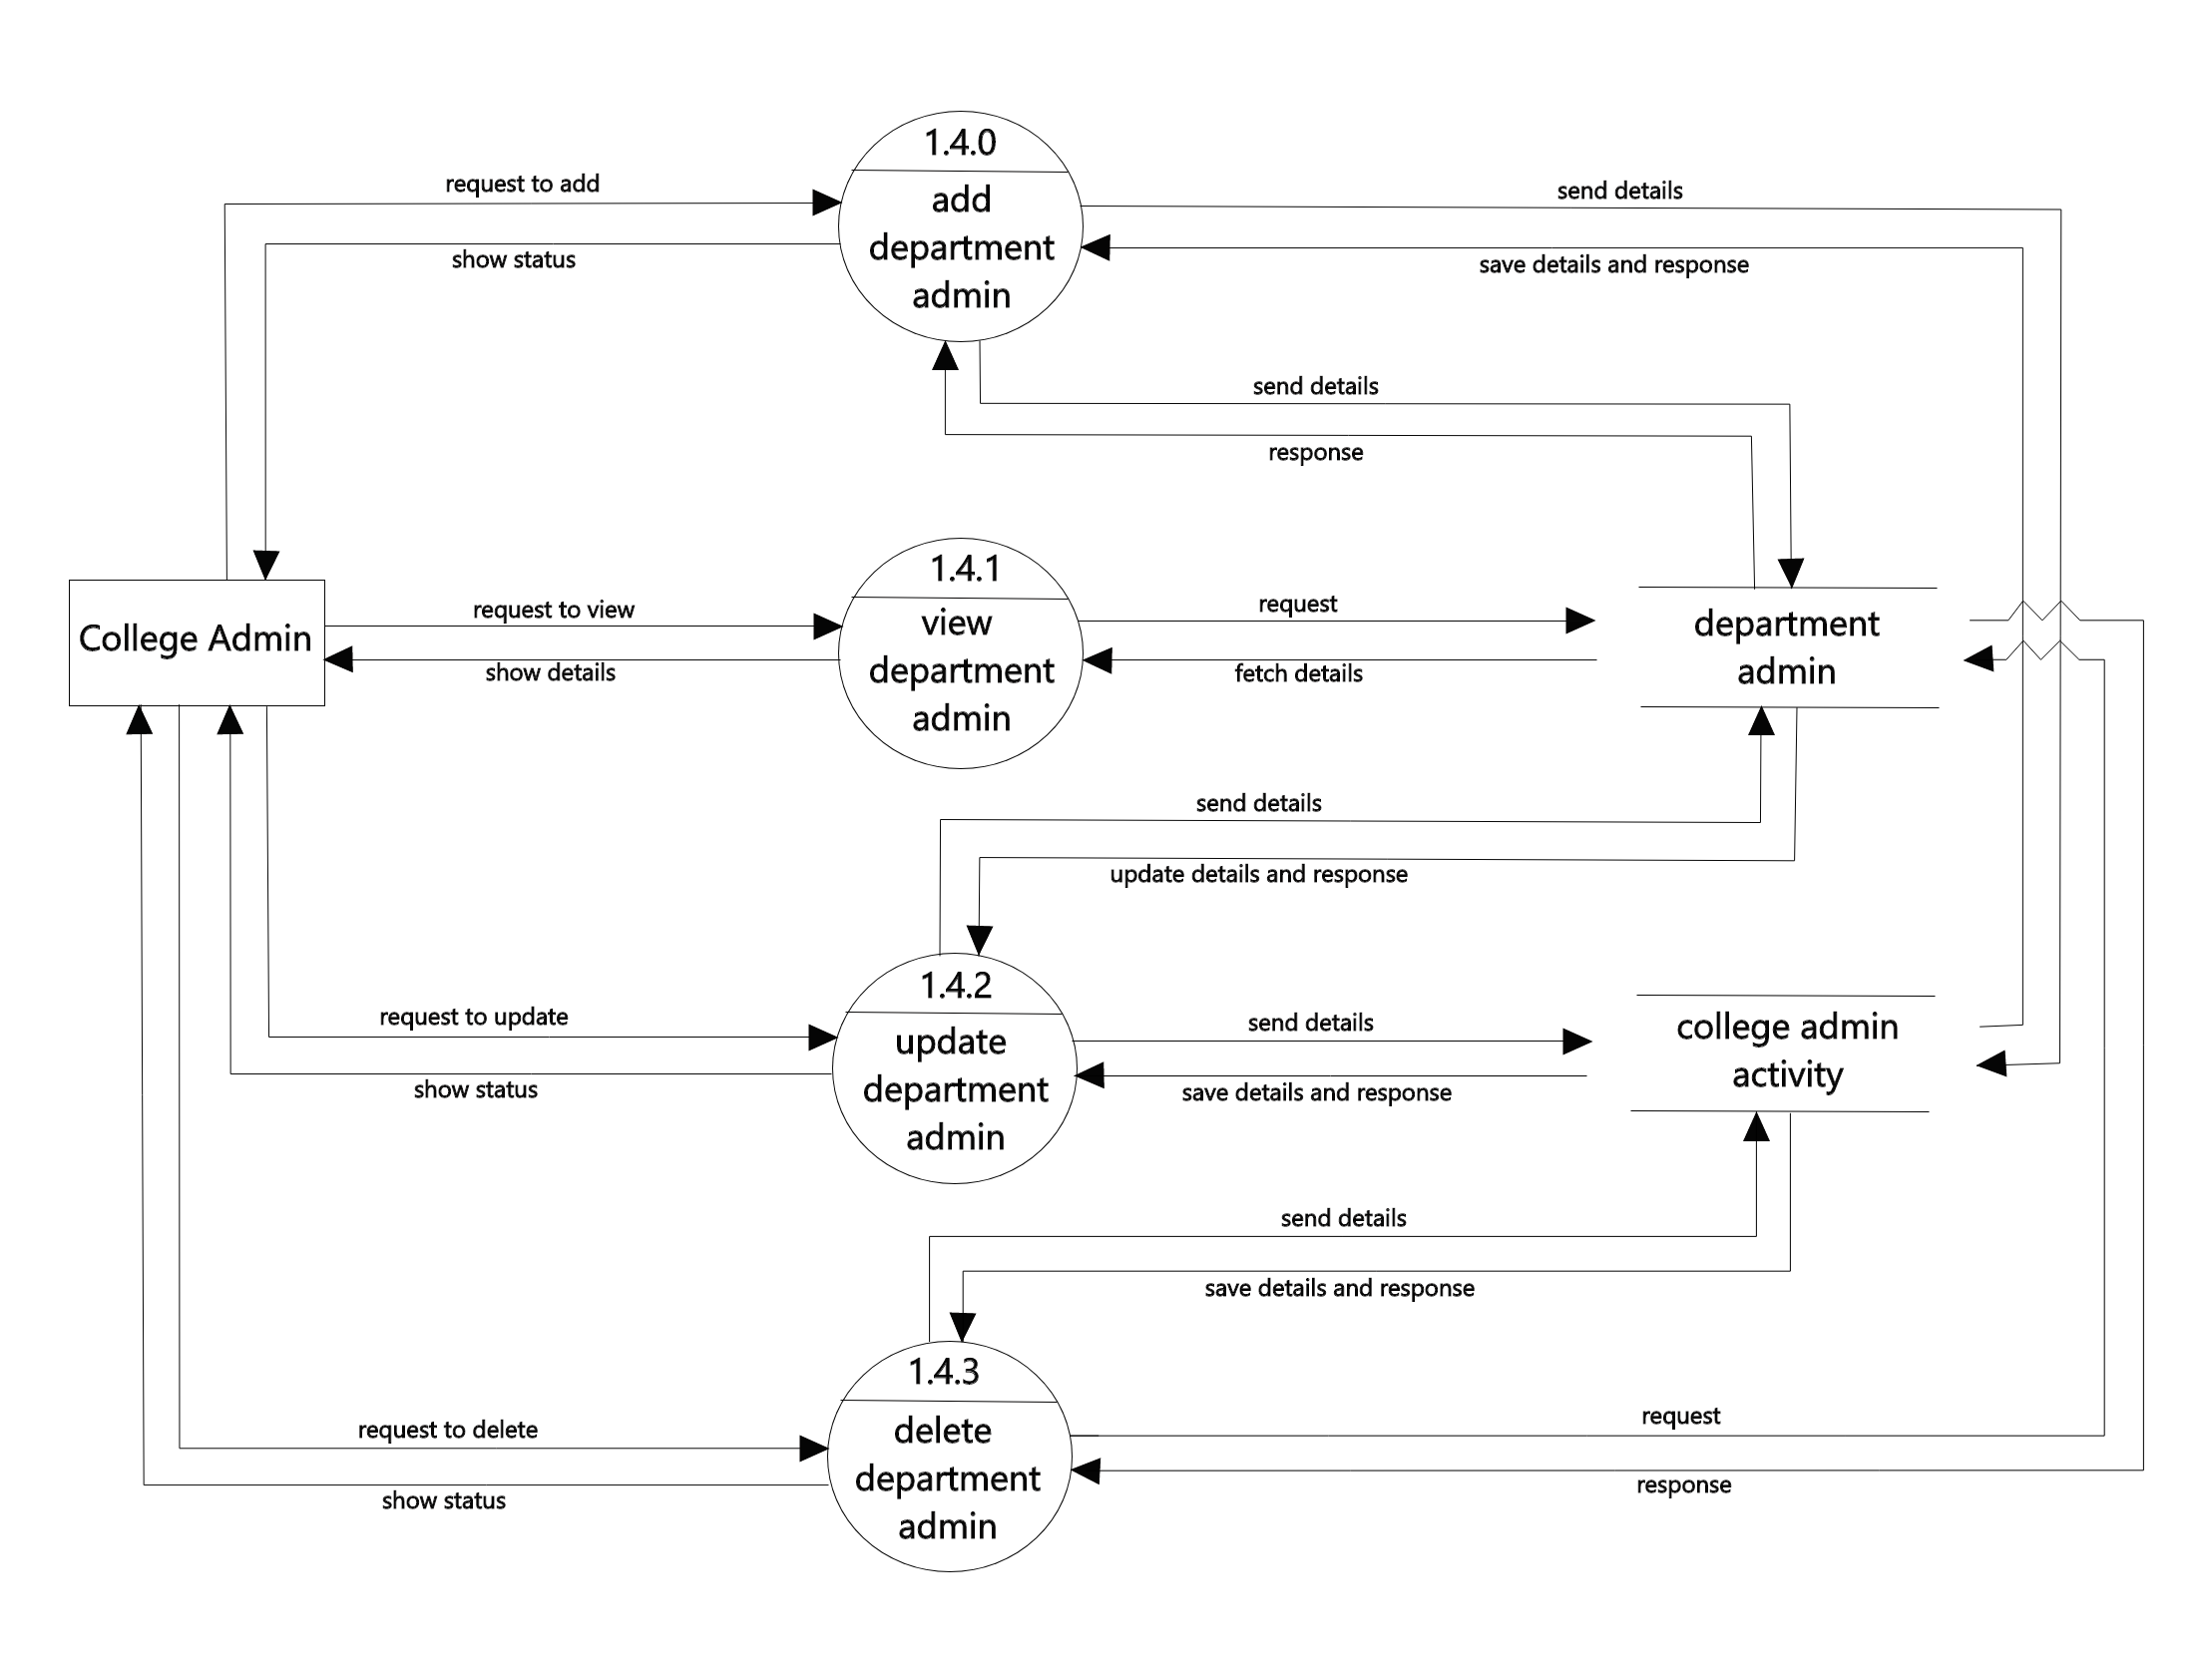 1.4.0
add
department
admin
request to add
show status
send details
save details and response
send details
response
College Admin
request to view
show details
1.4.1
view
department
admin
request
fetch details
department
admin
send details
update details and response
request to update
show status
1.4.2
update
department
admin
send details
save details and response
college admin
activity
send details
save details and response
request to delete
show status
1.4.3
delete
department
admin
request
response